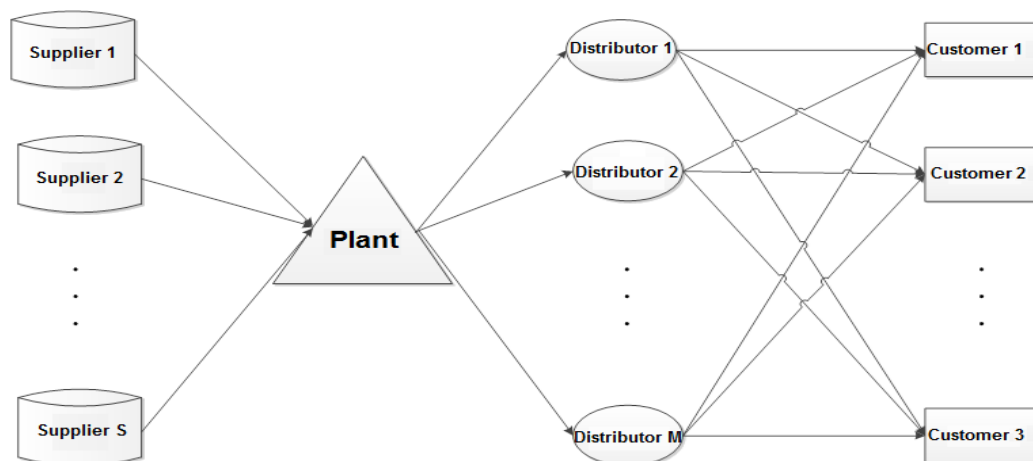 Supplier 1
Supplier 2
Supplier S
Plant
Distributor 1
Distributor 2
Distributor M
Customer 1
Customer 2
Customer 3